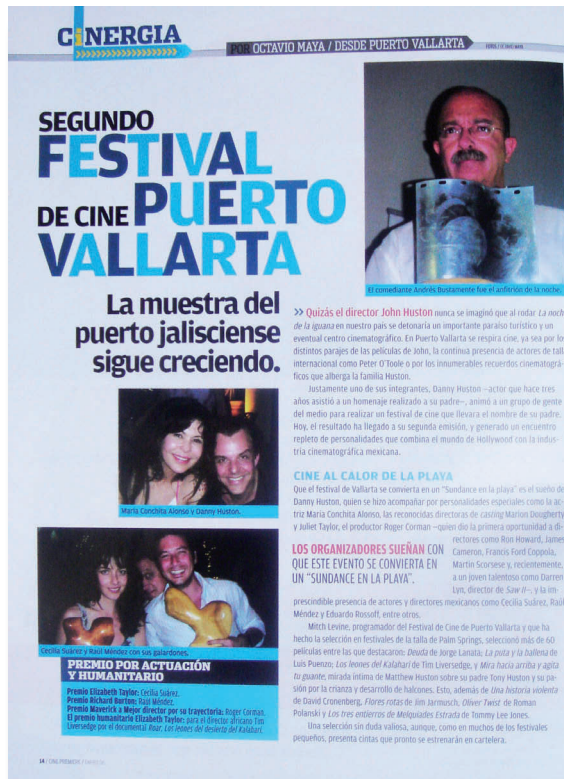 CiNERGIA
POR OCTAVIO MAYA / DESDE PUERTO VALLARTA
SEGUNDO
FESTIVAL
DE CINE PUERTO
VALLARTA
La muestra del
puerto jalisciense
sigue creciendo.
El comediante Andrés Bustamante fue el anfitrión de la noche.
>> Quizás el director John Huston nunca se imaginó que al rodar La noche
de la iguana en nuestro país se detonaría un importante paraíso turístico y un
eventual centro cinematográfico. En Puerto Vallarta se respira cine, ya sea por los
distintos parajes de las películas de John, la continua presencia de actores de talla
internacional como Peter O'Toole o por los innumerables recuerdos cinematográ-
ficos que alberga la familia Huston.
Justamente uno de sus integrantes, Danny Huston –actor que hace tres
años asistió a un homenaje realizado a su padre–, animó a un grupo de gente
del medio para realizar un festival de cine que llevara el nombre de su padre.
Hoy, el resultado ha llegado a su segunda emisión, y generado un encuentro
repleto de personalidades que combina el mundo de Hollywood con la indus-
tria cinematográfica mexicana.
María Conchita Alonso y Danny Huston.
CINE AL CALOR DE LA PLAYA
Que el festival de Vallarta se convierta en un "Sundance en la playa" es el sueño de
Danny Huston, quien se hizo acompañar por personalidades especiales como la ac-
triz María Conchita Alonso, las reconocidas directoras de casting Marion Dougherty
y Juliet Taylor, el productor Roger Corman –quien dio la primera oportunidad a di-
rectores como Ron Howard, James
Cameron, Francis Ford Coppola,
Martin Scorsese y, recientemente,
a un joven talentoso como Darren
Lyn, director de Saw II–, y la im-
LOS ORGANIZADORES SUEÑAN CON
QUE ESTE EVENTO SE CONVIERTA EN
UN "SUNDANCE EN LA PLAYA".
prescindible presencia de actores y directores mexicanos como Cecilia Suárez, Raúl
Méndez y Eduardo Rossoff, entre otros.
Mitch Levine, programador del Festival de Cine de Puerto Vallarta y que ha
hecho la selección en festivales de la talla de Palm Springs, seleccionó más de 60
películas entre las que destacaron: Deuda de Jorge Lanata; La puta y la ballena de
Luis Puenzo; Los leones del Kalahari de Tim Liversedge, y Mira hacia arriba y agita
tu guante, mirada íntima de Matthew Huston sobre su padre Tony Huston y su pa-
sión por la crianza y desarrollo de halcones. Esto, además de Una historia violenta
de David Cronenberg, Flores rotas de Jim Jarmusch, Oliver Twist de Roman
Polanski y Los tres entierros de Melquiades Estrada de Tommy Lee Jones.
Una selección sin duda valiosa, aunque, como en muchos de los festivales
pequeños, presenta cintas que pronto se estrenarán en cartelera.
Cecilia Suárez y Raúl Méndez con sus galardones.
PREMIO POR ACTUACIÓN
Y HUMANITARIO
Premio Elizabeth Taylor: Cecilia Suárez.
Premio Richard Burton: Raúl Méndez.
Premio Maverick a Mejor director por su trayectoria: Roger Corman.
El premio humanitario Elizabeth Taylor: para el director africano Tim
Liversedge por el documental Roar. Los leones del desierto del Kalahari.
14 / CINE PREMIERE /